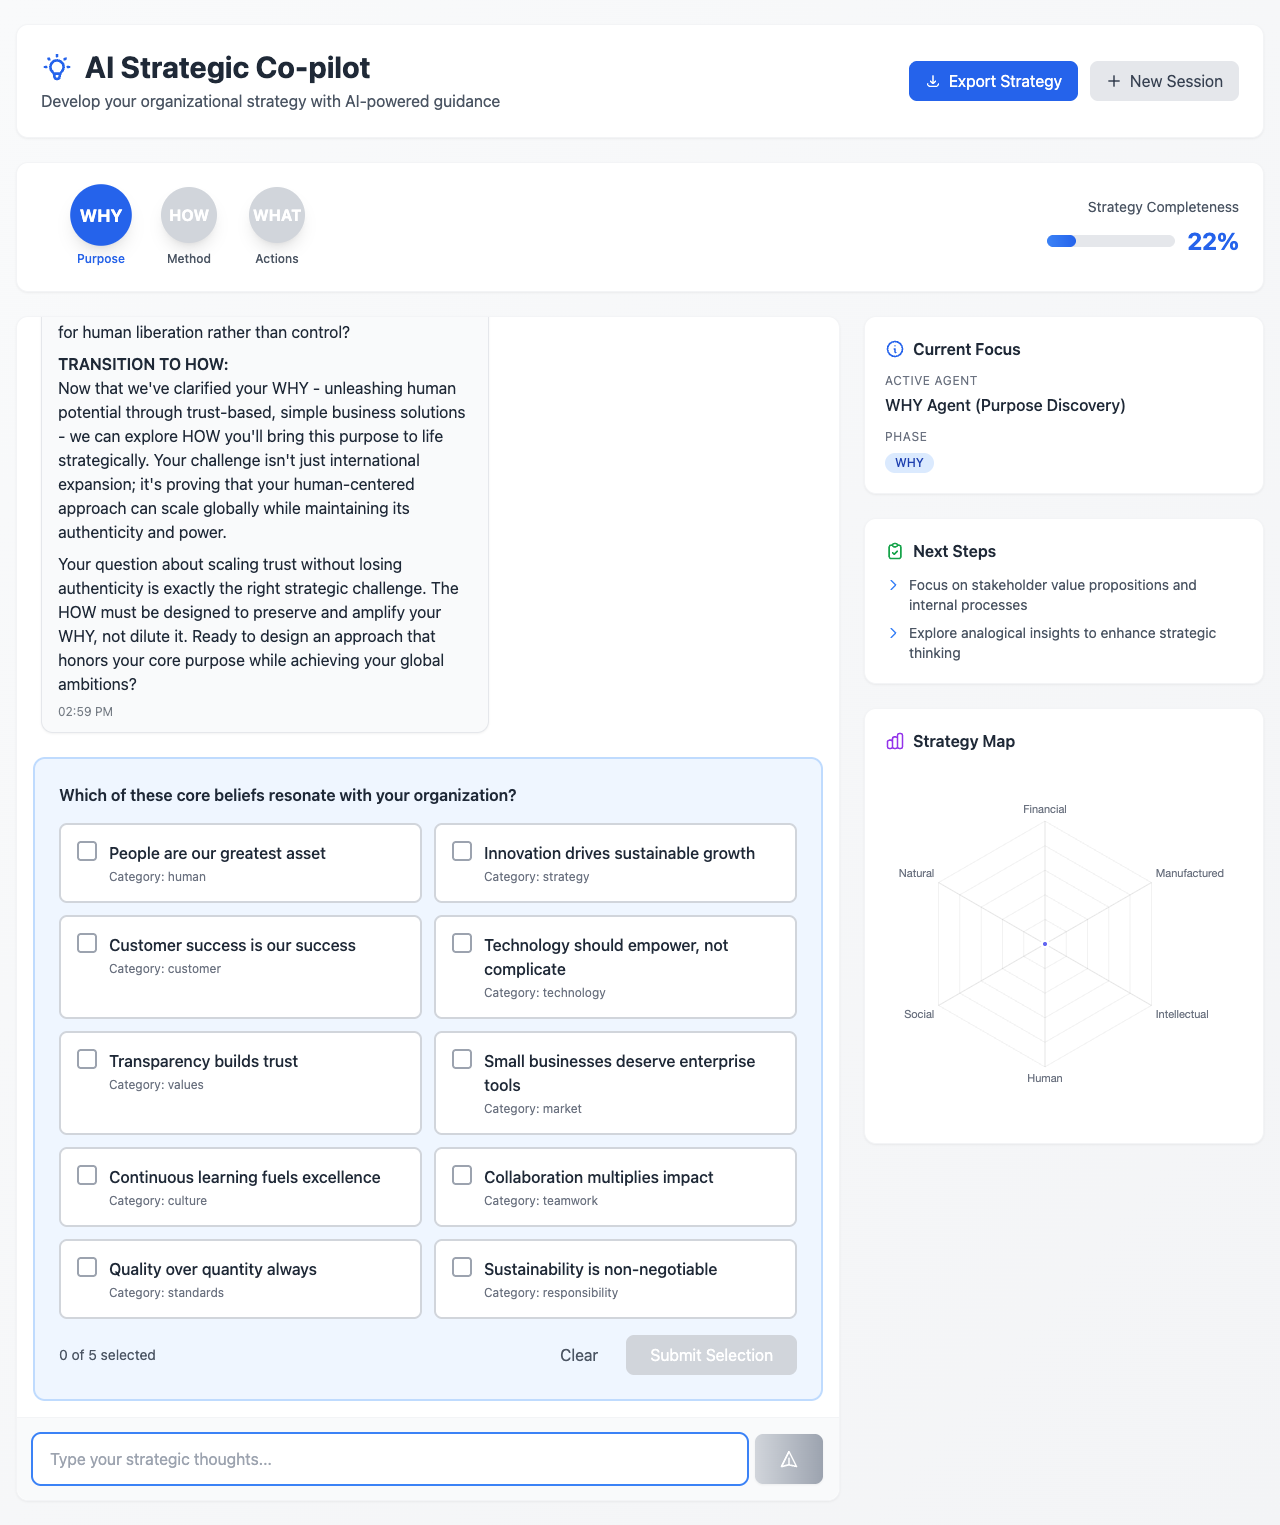 AI Strategic Co-pilot
Develop your organizational strategy with AI-powered guidance
Export Strategy
New Session
WHY
HOW
WHAT
Purpose
Method
Actions
Strategy Completeness
22%
for human liberation rather than control?
TRANSITION TO HOW:
Now that we've clarified your WHY - unleashing human
potential through trust-based, simple business solutions
- we can explore HOW you'll bring this purpose to life
strategically. Your challenge isn't just international
expansion; it's proving that your human-centered
approach can scale globally while maintaining its
authenticity and power.
Your question about scaling trust without losing
authenticity is exactly the right strategic challenge. The
HOW must be designed to preserve and amplify your
WHY, not dilute it. Ready to design an approach that
honors your core purpose while achieving your global
ambitions?
02:59 PM
Which of these core beliefs resonate with your organization?
People are our greatest asset
Category: human
Innovation drives sustainable growth
Category: strategy
Customer success is our success
Category: customer
Technology should empower, not
complicate
Category: technology
Transparency builds trust
Category: values
Small businesses deserve enterprise
tools
Category: market
Continuous learning fuels excellence
Category: culture
Collaboration multiplies impact
Category: teamwork
Quality over quantity always
Category: standards
Sustainability is non-negotiable
Category: responsibility
0 of 5 selected
Clear
Submit Selection
Type your strategic thoughts...
Current Focus
ACTIVE AGENT
WHY Agent (Purpose Discovery)
PHASE
WHY
Next Steps
Focus on stakeholder value propositions and
internal processes
Explore analogical insights to enhance strategic
thinking
Strategy Map
Financial
Natural
Manufactured
Social
Intellectual
Human